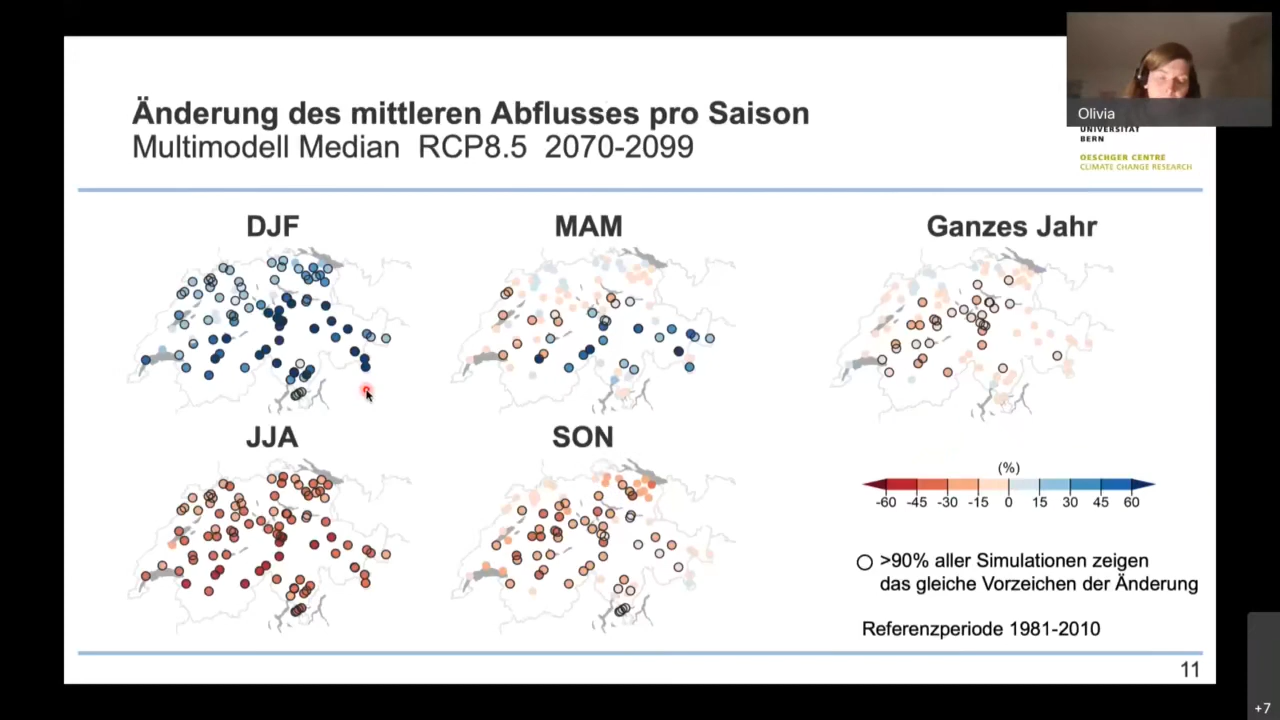 Änderung des mittleren Abflusses pro Saison
Multimodell Median RCP8.5 2070-2099
Olivia
UNIVERSITÄT
BERN
OESCHGER CENTRE
CLIMATE CHANGE RESEARCH
DJF
MAM
Ganzes Jahr
JJA
SON
(%)
-60 -45 -30 -15 0 15 30 45 60
>90% aller Simulationen zeigen
das gleiche Vorzeichen der Änderung
Referenzperiode 1981-2010
11
+7